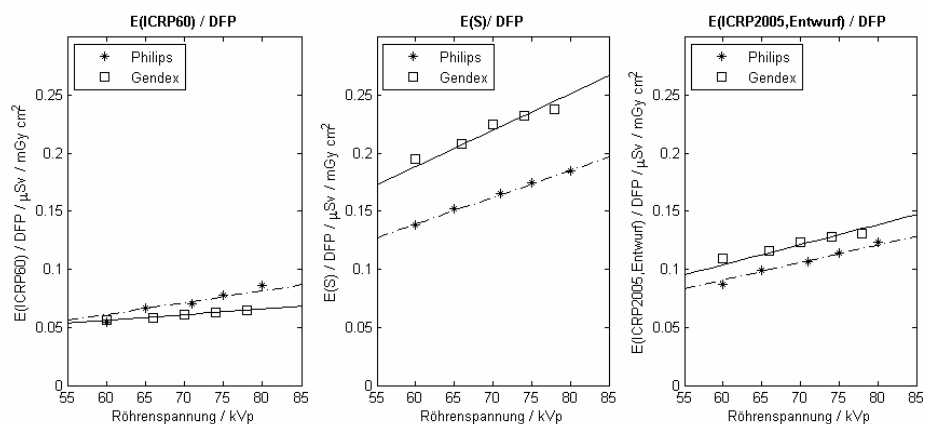 E(ICRP60) / DFP
Philips
Gendex
E(ICRP60) / DFP / µSv / mGy cm²
0.25
0.2
0.15
0.1
0.05
0
55 60 65 70 75 80 85
Röhrenspannung / kVp
E(S)/ DFP
Philips
Gendex
E(S) / DFP / µSv / mGy cm²
0.25
0.2
0.15
0.1
0.05
0
55 60 65 70 75 80 85
Röhrenspannung / kVp
E(ICRP2005,Entwurf) / DFP
Philips
Gendex
E(ICRP2005,Entwurf) / DFP / µSv / mGy cm²
0.25
0.2
0.15
0.1
0.05
0
55 60 65 70 75 80 85
Röhrenspannung / kVp